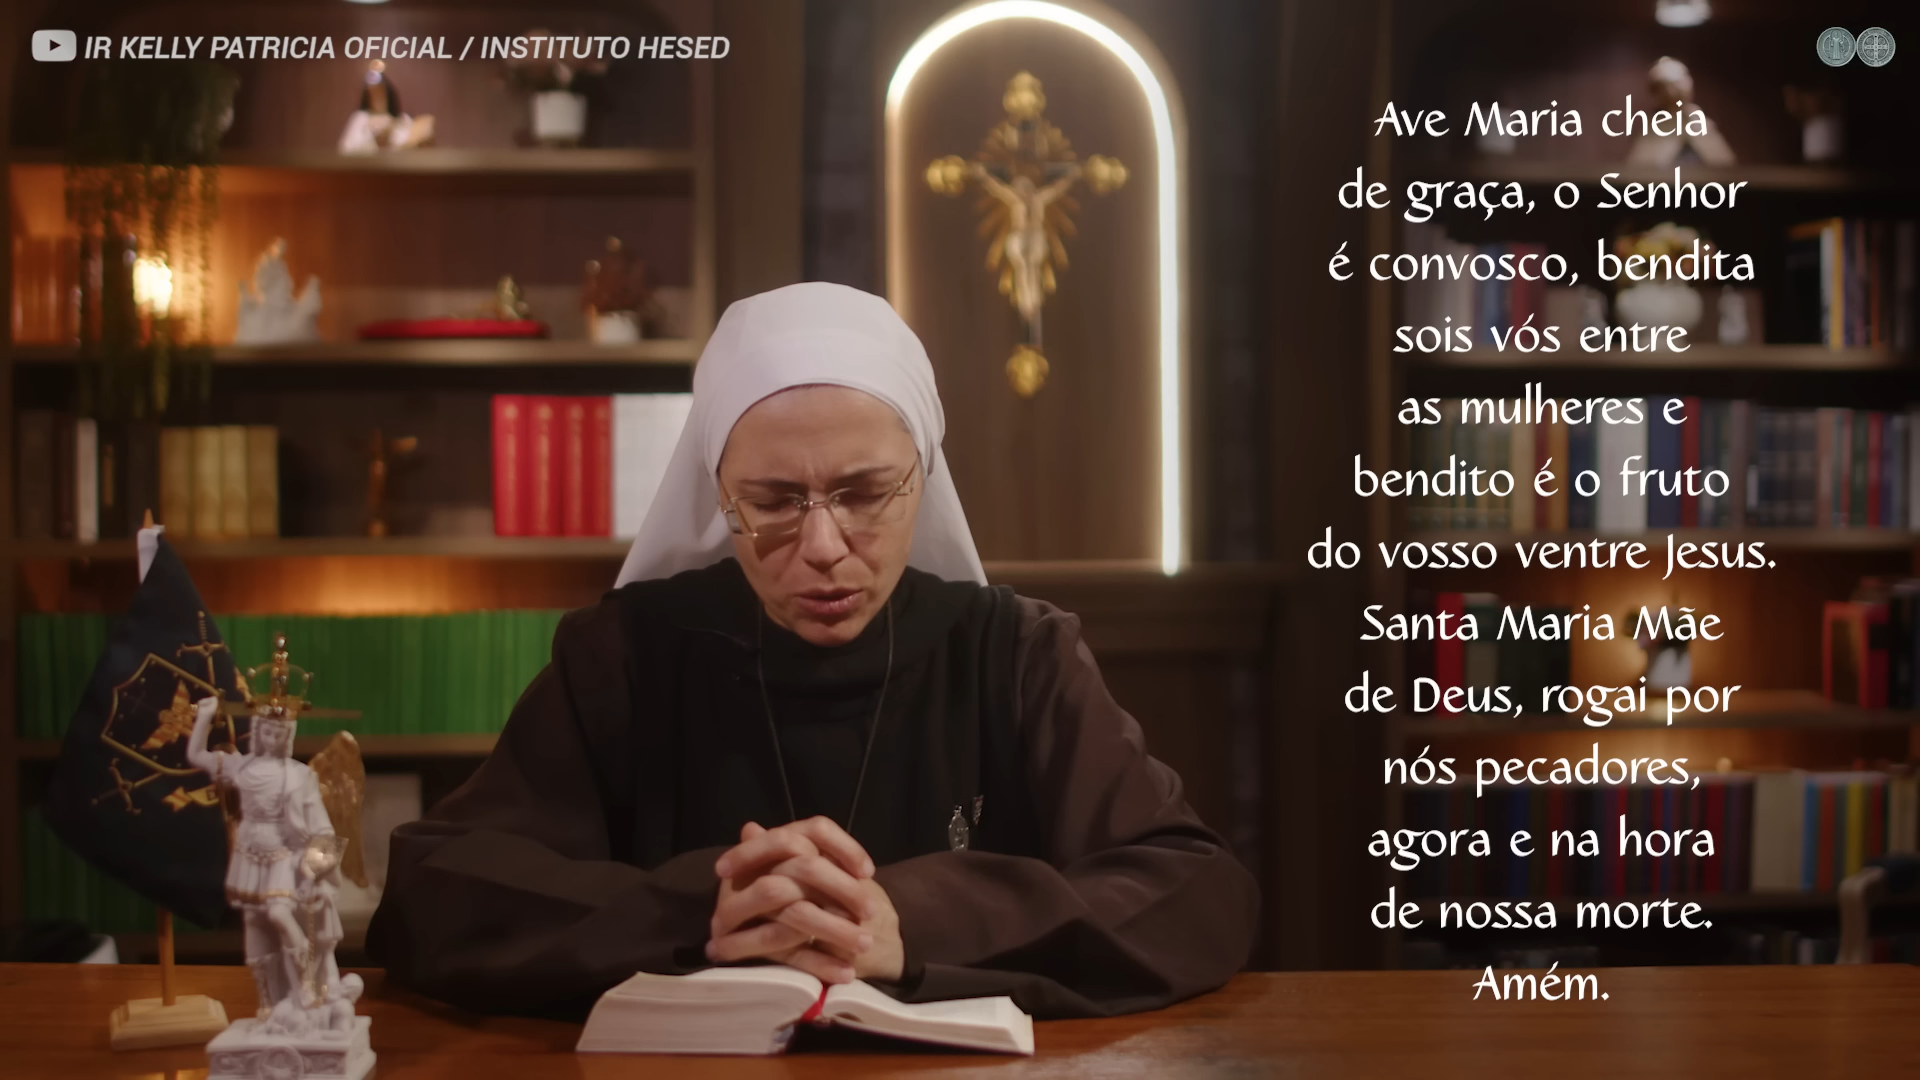 IR KELLY PATRICIA OFICIAL / INSTITUTO HESED
Ave Maria cheia
de graça, o Senhor
é convosco, bendita
sois vós entre
as mulheres e
bendito é o fruto
do vosso ventre Jesus.
Santa Maria Mãe
de Deus, rogai por
nós pecadores,
agora e na hora
de nossa morte.
Amém.